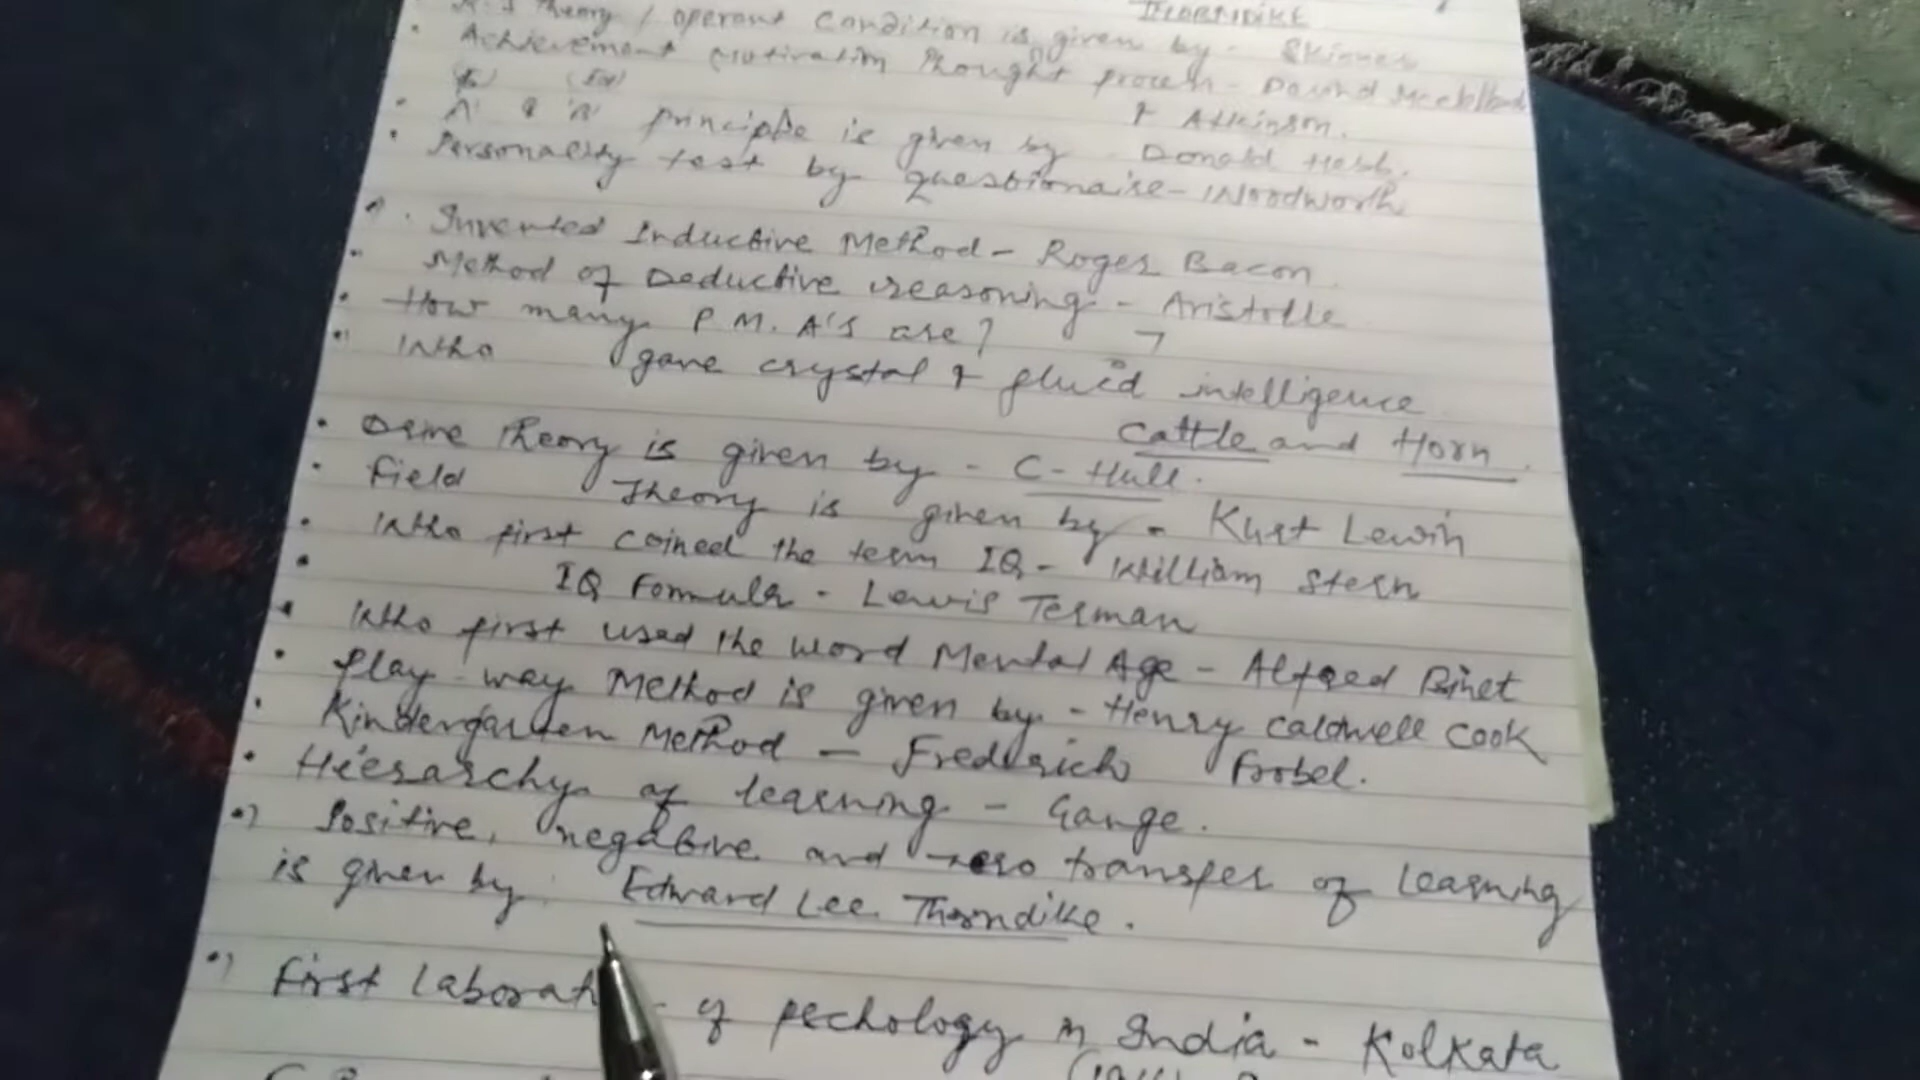 THORNDIKE
Theory / operent condition is given by - Skinner
Achievement motivation thought process - David
& Atkinson.
'A' & 'B' principle is given by - Donald Hebb.
Personality test by questionaire - Woodworth
Invented Inductive Method - Roger Bacon
Method of Deductive reasoning - Aristotle
How many P.M.A's are? 7
Who gave crystal & fluid intelligence
Cattle and Horn.
Drive theory is given by - C-Hull.
Field Theory is given by - Kurt Lewin
Who first coined the term IQ - William Stern
IQ Formula - Lewis Terman
Who first used the word Mental Age - Alfred Binet
Play-way Method is given by - Henry Caldwell Cook
Kindergarten Method - Frederich Frobel.
Hierarchy of learning - Gange.
Positive, negative and zero transfer of learning
is given by: Edward Lee Thorndike.
First Laborat of pschology in India - Kolkata